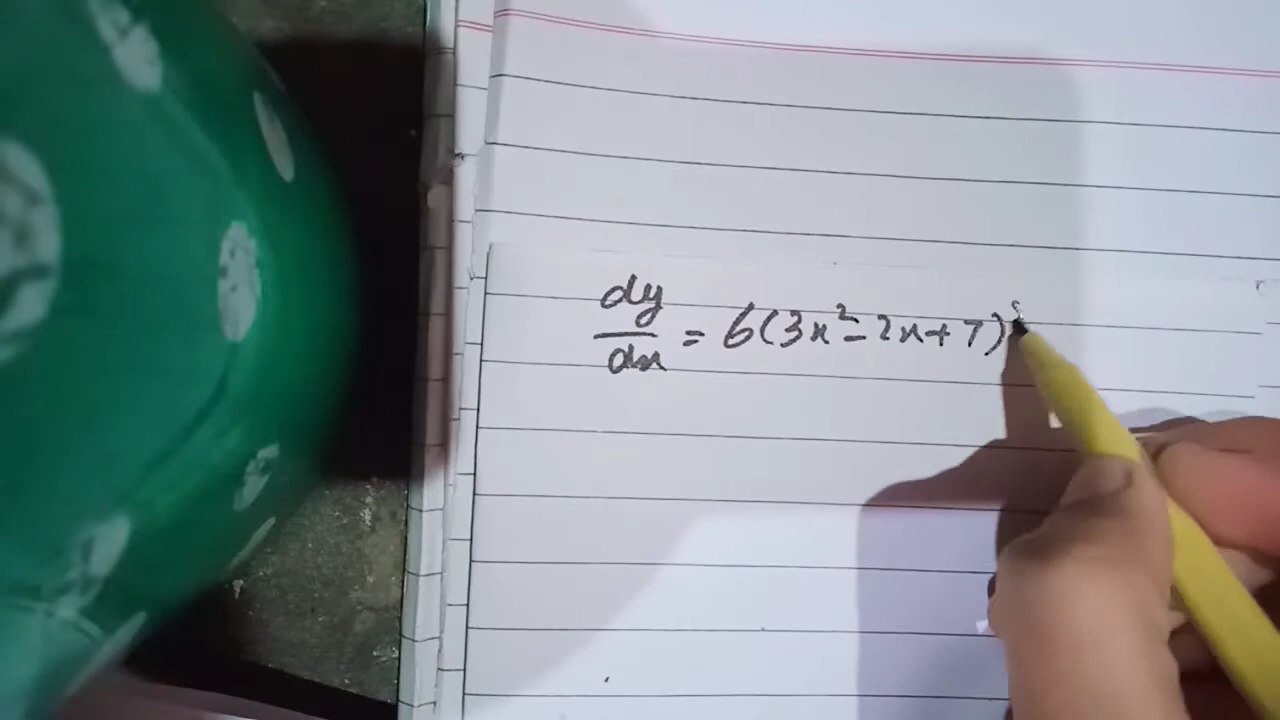 dy/dx = 6(3x² - 2x + 7)